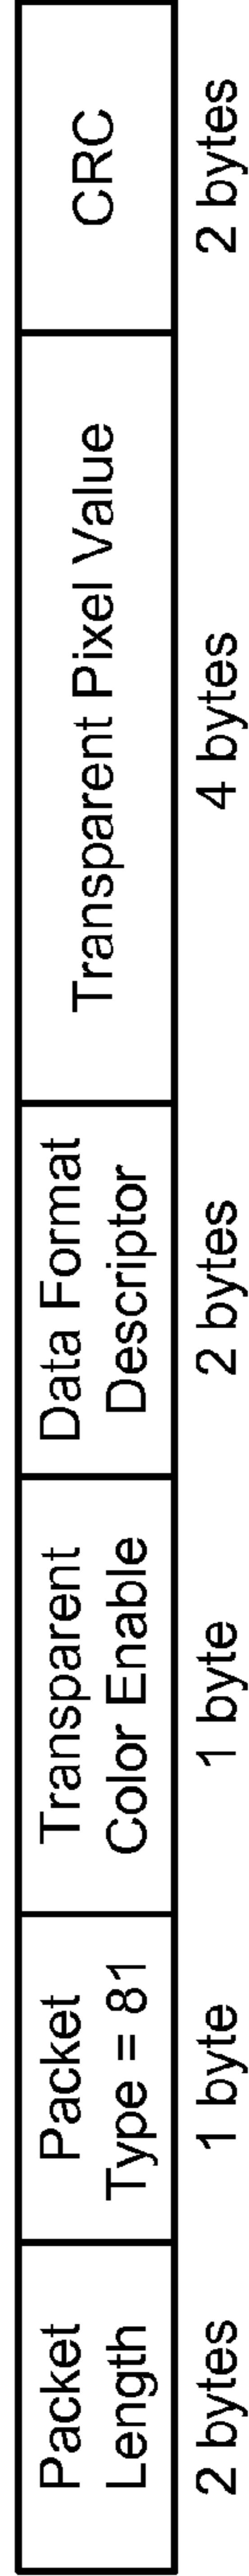 Packet
Length
Packet
Type = 81
Transparent
Color Enable
Data Format
Descriptor
Transparent Pixel Value
CRC
2 bytes
1 byte
1 byte
2 bytes
4 bytes
2 bytes